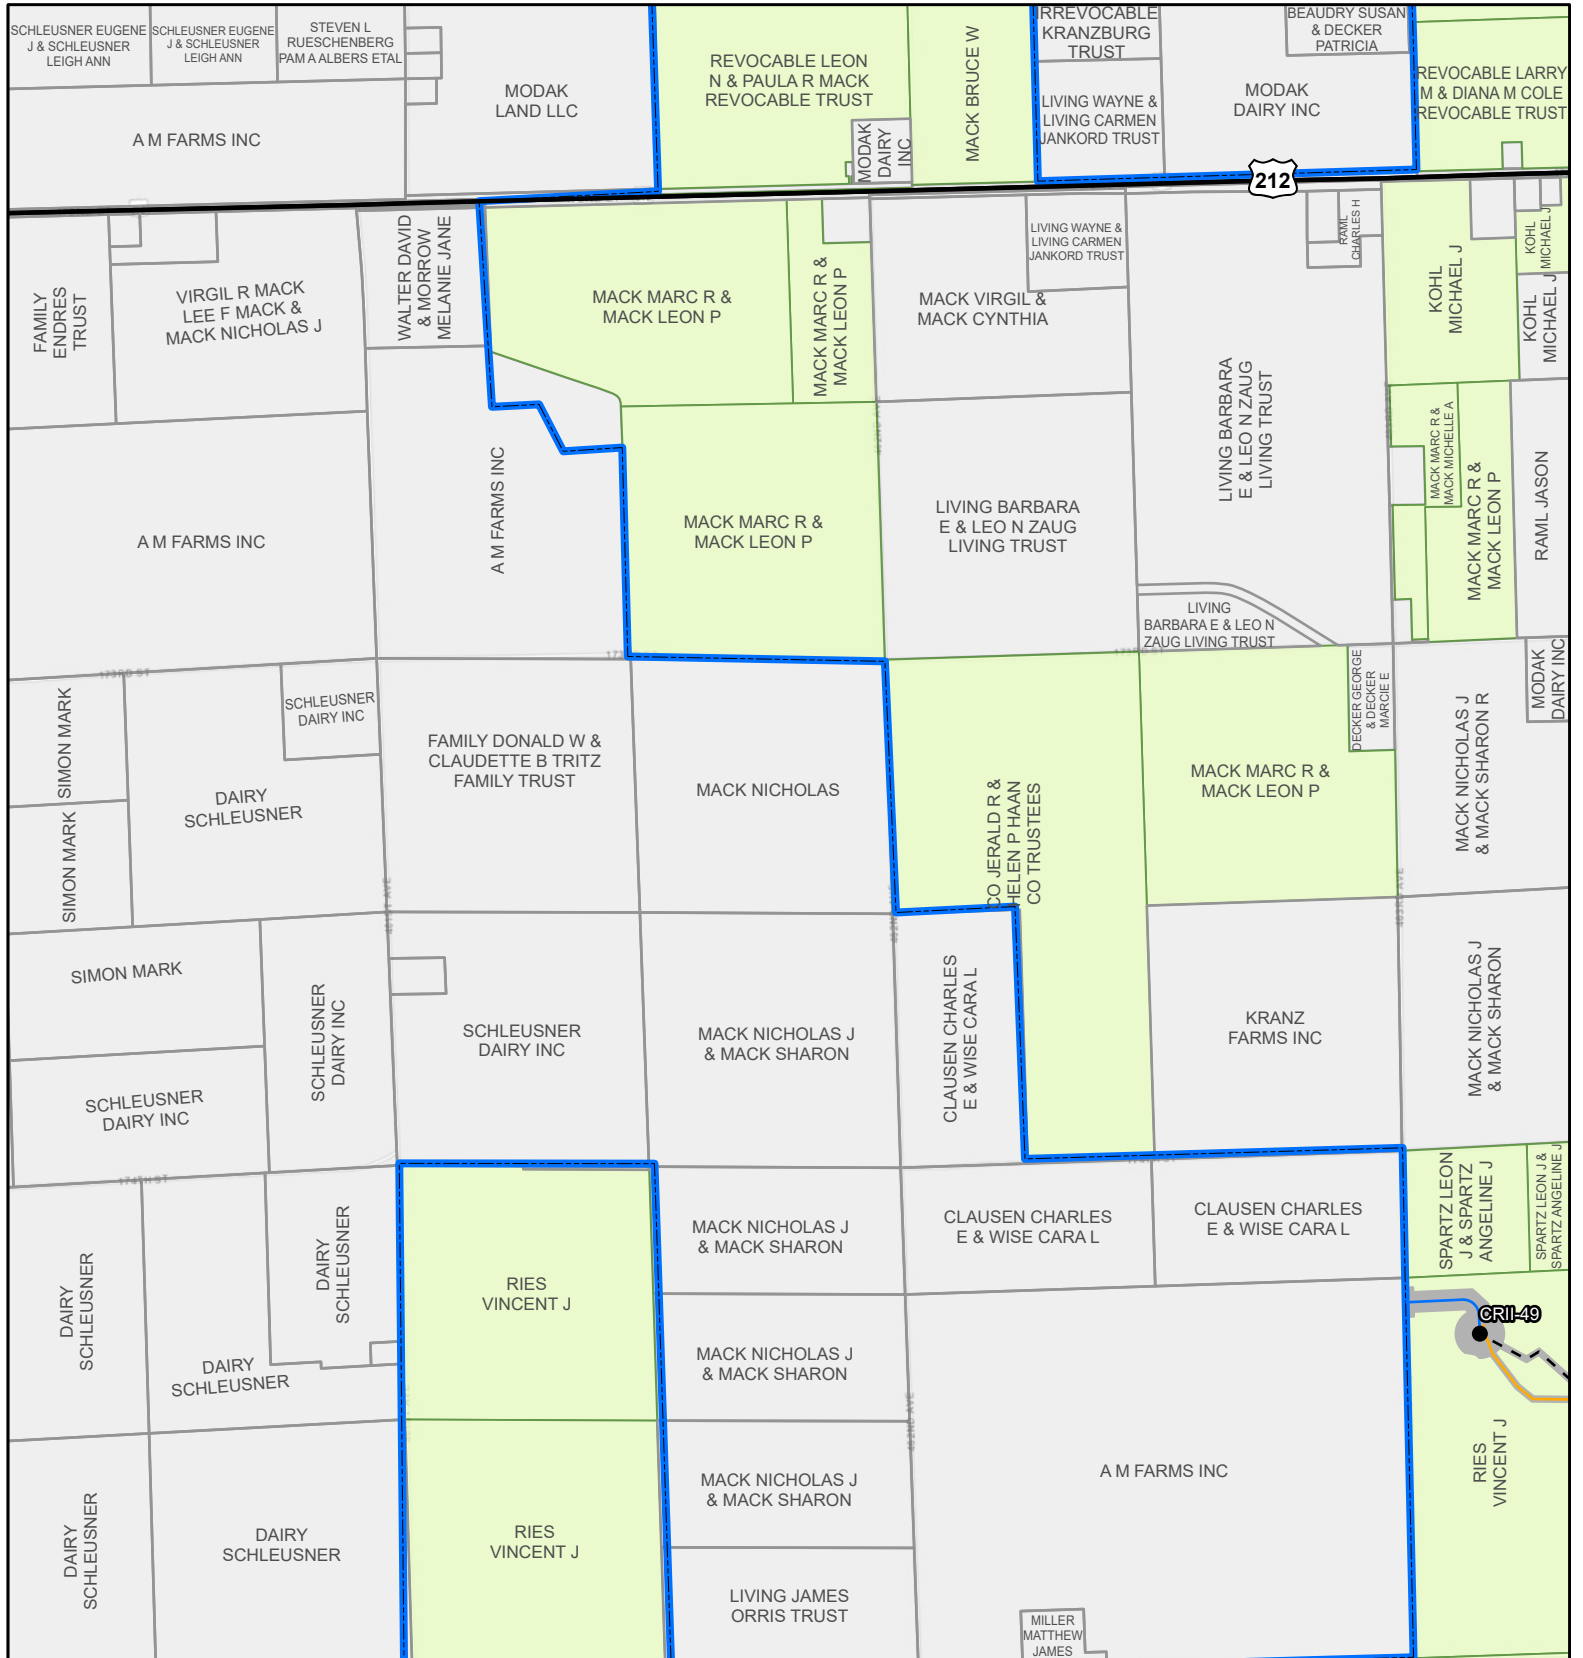 SCHLEUSNER EUGENE
J & SCHLEUSNER
LEIGH ANN
SCHLEUSNER EUGENE
J & SCHLEUSNER
LEIGH ANN
STEVEN L
RUESCHENBERG
PAM A ALBERS ETAL
A M FARMS INC
MODAK
LAND LLC
REVOCABLE LEON
N & PAULA R MACK
REVOCABLE TRUST
MODAK
DAIRY
INC
MACK BRUCE W
IRREVOCABLE
KRANZBURG
TRUST
LIVING WAYNE &
LIVING CARMEN
JANKORD TRUST
BEAUDRY SUSAN
& DECKER
PATRICIA
MODAK
DAIRY INC
REVOCABLE LARRY
M & DIANA M COLE
REVOCABLE TRUST
212
FAMILY
ENDRES
TRUST
VIRGIL R MACK
LEE F MACK &
MACK NICHOLAS J
WALTER DAVID
& MORROW
MELANIE JANE
MACK MARC R &
MACK LEON P
MACK MARC R &
MACK LEON P
MACK VIRGIL &
MACK CYNTHIA
LIVING WAYNE &
LIVING CARMEN
JANKORD TRUST
LIVING BARBARA
E & LEO N ZAUG
LIVING TRUST
RAML
CHARLES H
KOHL
MICHAEL J
KOHL
MICHAEL J
KOHL
MICHAEL J
A M FARMS INC
A M FARMS INC
MACK MARC R &
MACK LEON P
462ND AVE
LIVING BARBARA
E & LEO N ZAUG
LIVING TRUST
LIVING
BARBARA E & LEO N
ZAUG LIVING TRUST
MACK MARC R &
MACK MICHELLE A
MACK MARC R &
MACK LEON P
RAML JASON
173RD ST
SIMON MARK
SIMON MARK
SCHLEUSNER
DAIRY INC
DAIRY
SCHLEUSNER
FAMILY DONALD W &
CLAUDETTE B TRITZ
FAMILY TRUST
MACK NICHOLAS
CO JERALD R &
HELEN P HAAN
CO TRUSTEES
MACK MARC R &
MACK LEON P
DECKER GEORGE
& DECKER
MARCIE E
MACK NICHOLAS J
& MACK SHARON R
MODAK
DAIRY INC
461ST AVE
463RD AVE
SIMON MARK
SCHLEUSNER
DAIRY INC
SCHLEUSNER
DAIRY INC
SCHLEUSNER
DAIRY INC
MACK NICHOLAS J
& MACK SHARON
CLAUSEN CHARLES
E & WISE CARA L
KRANZ
FARMS INC
MACK NICHOLAS J
& MACK SHARON
174TH ST
DAIRY
SCHLEUSNER
DAIRY
SCHLEUSNER
DAIRY
SCHLEUSNER
RIES
VINCENT J
MACK NICHOLAS J
& MACK SHARON
CLAUSEN CHARLES
E & WISE CARA L
CLAUSEN CHARLES
E & WISE CARA L
SPARTZ LEON
J & SPARTZ
ANGELINE J
SPARTZ LEON J &
SPARTZ ANGELINE J
CRII-49
MACK NICHOLAS J
& MACK SHARON
462ND AVE
A M FARMS INC
RIES
VINCENT J
MACK NICHOLAS J
& MACK SHARON
DAIRY
SCHLEUSNER
DAIRY
SCHLEUSNER
RIES
VINCENT J
LIVING JAMES
ORRIS TRUST
MILLER
MATTHEW
JAMES